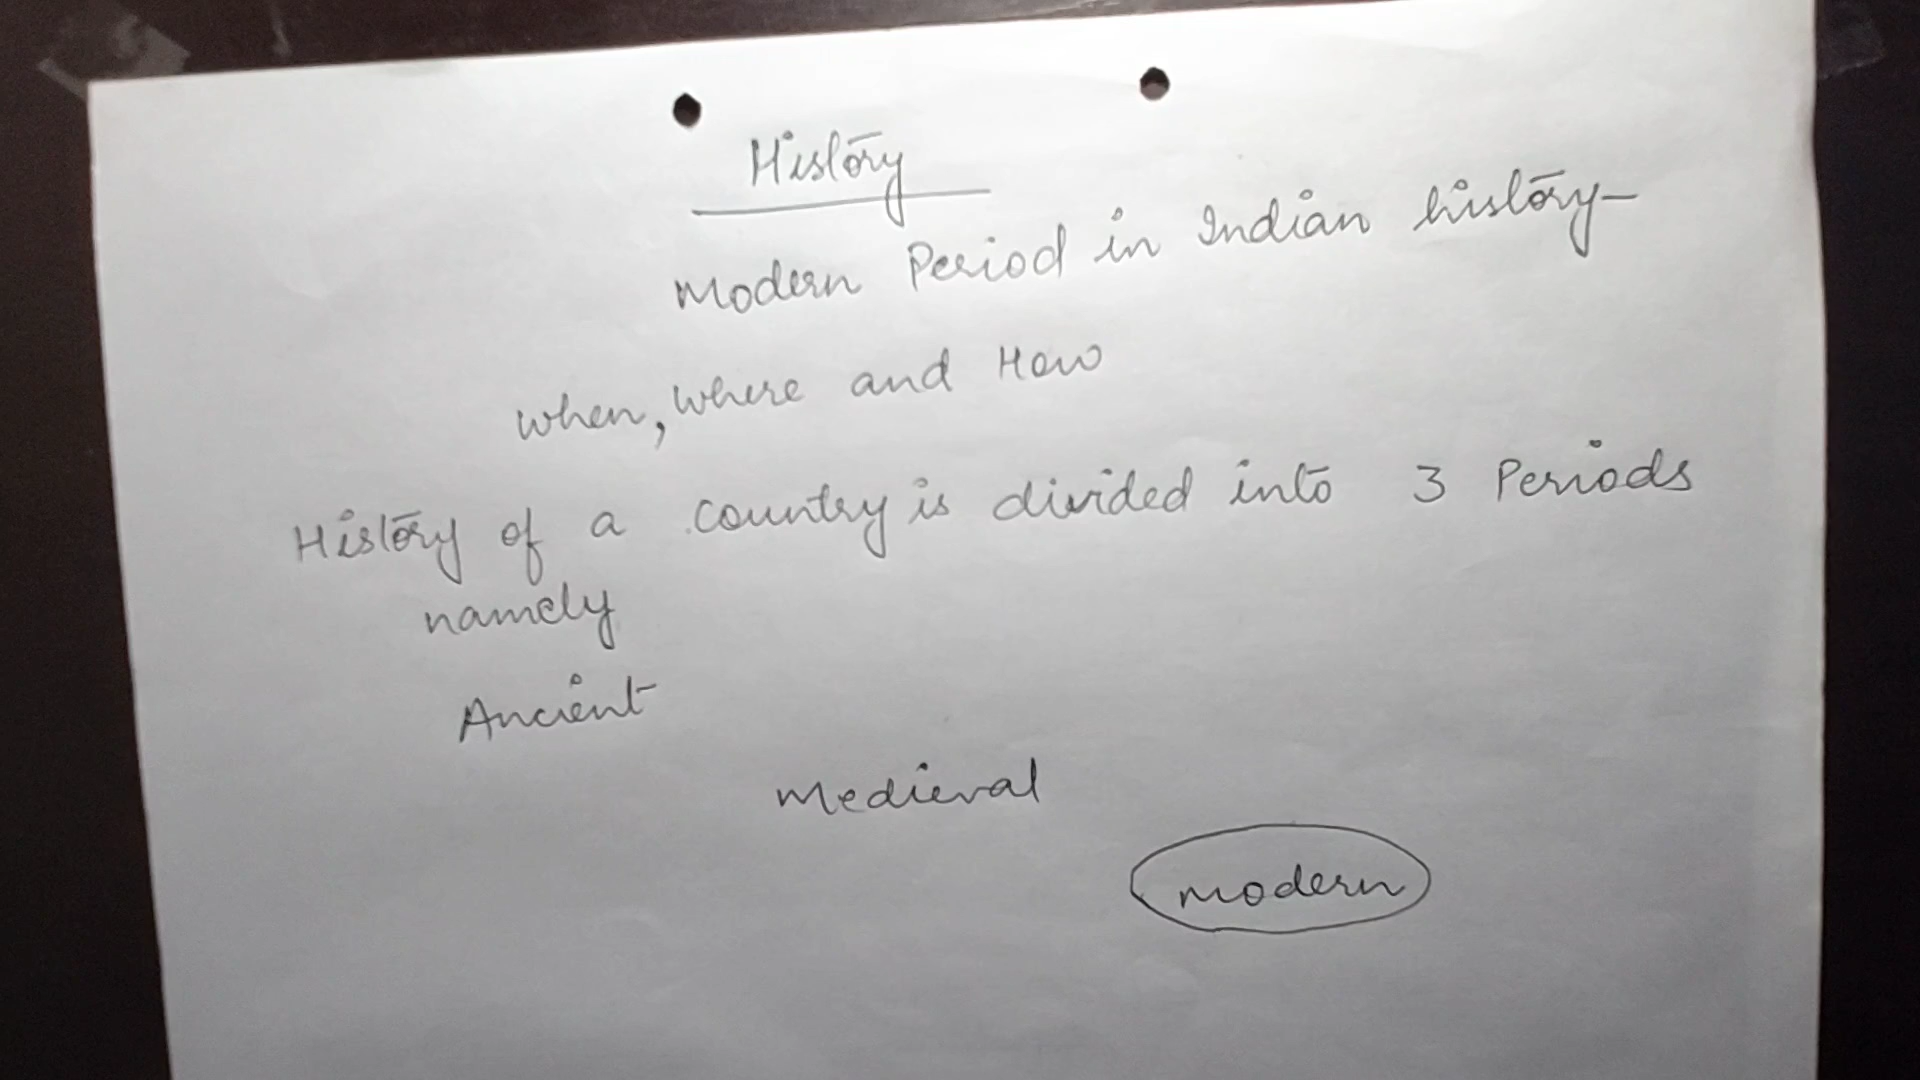 History
Modern Period in Indian history-
When, Where and How
History of a country is divided into 3 Periods
namely
Ancient
Medieval
modern